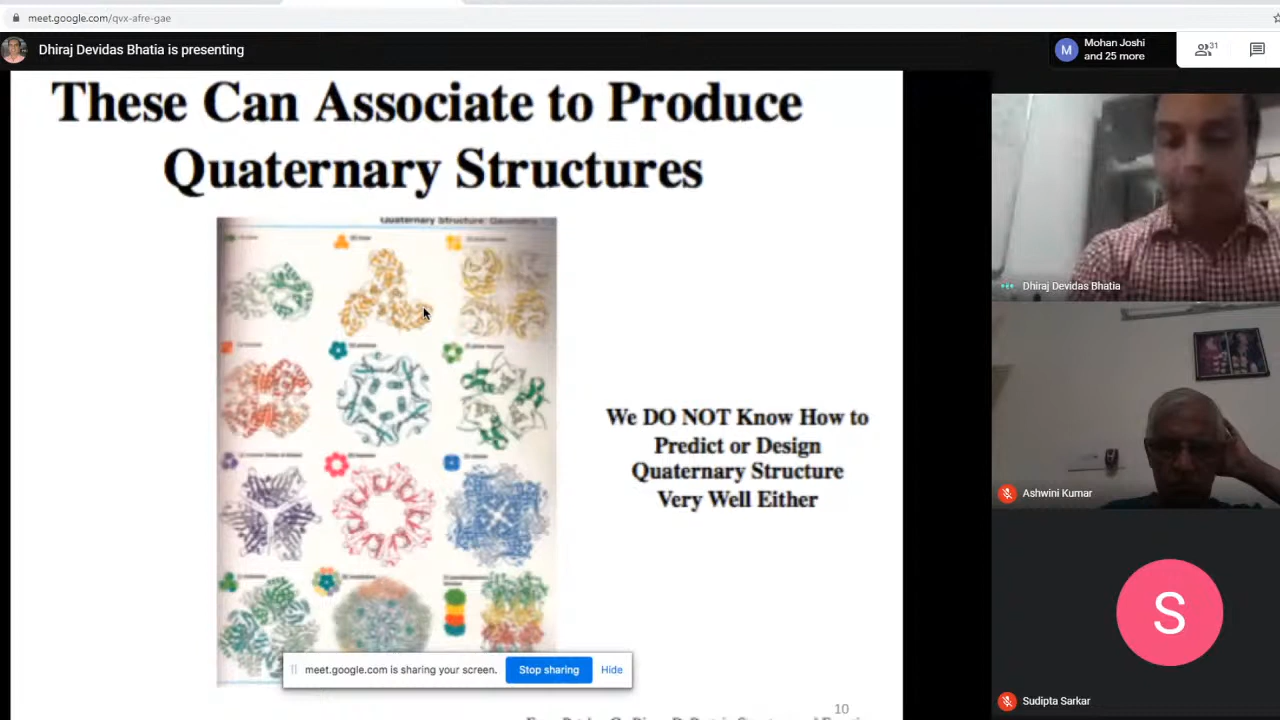 meet.google.com/qvx-afre-gae
Dhiraj Devidas Bhatia is presenting
M
Mohan Joshi
and 25 more
31
These Can Associate to Produce
Quaternary Structures
Quaternary Structure:
We DO NOT Know How to
Predict or Design
Quaternary Structure
Very Well Either
meet.google.com is sharing your screen.
Stop sharing
Hide
10
Dhiraj Devidas Bhatia
Ashwini Kumar
S
Sudipta Sarkar